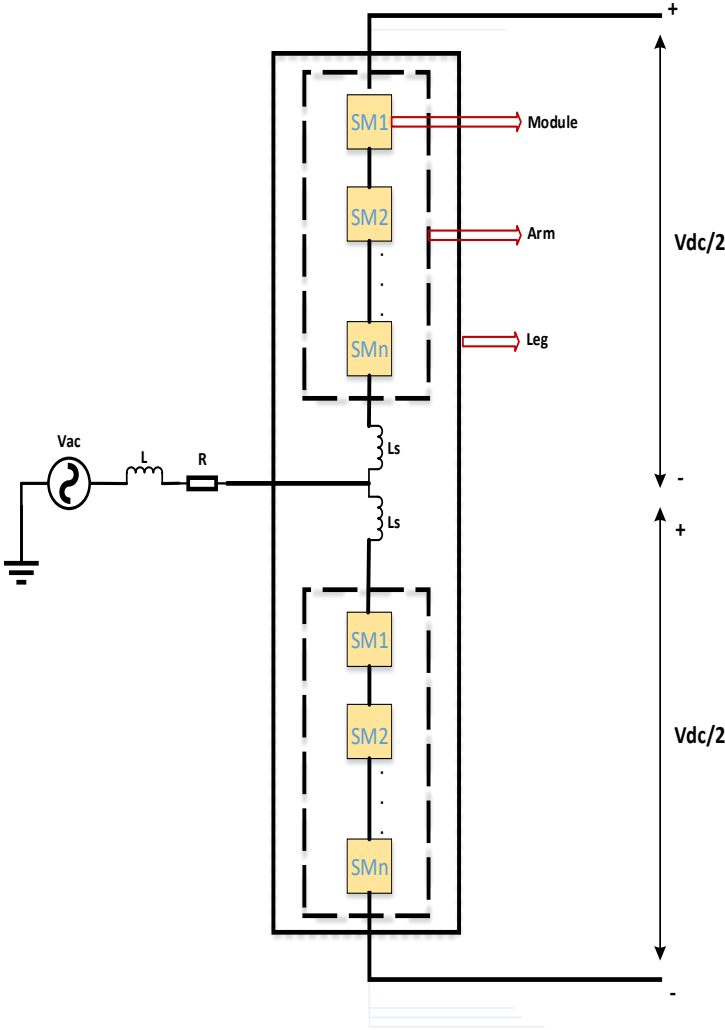 +
SM1
Module
SM2
Arm
Vdc/2
.
.
.
SMn
Leg
Ls
Vac
L
R
-
Ls
+
SM1
SM2
Vdc/2
.
.
.
SMn
-